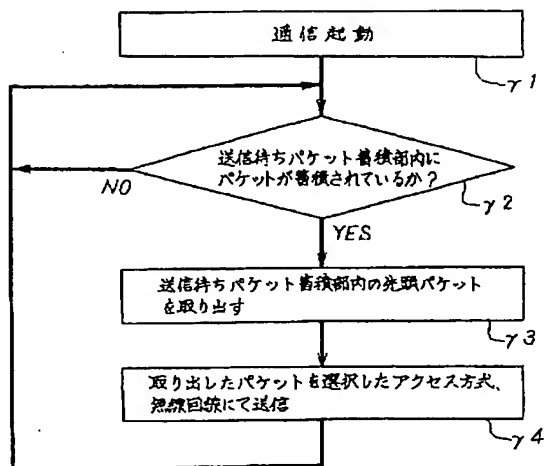 通信起動
γ1
送信待ちパケット蓄積部内に
パケットが蓄積されているか?
NO
γ2
YES
送信待ちパケット蓄積部内の先頭パケット
を取り出す
γ3
取り出したパケットを選択したアクセス方式、
無線回線にて送信
γ4